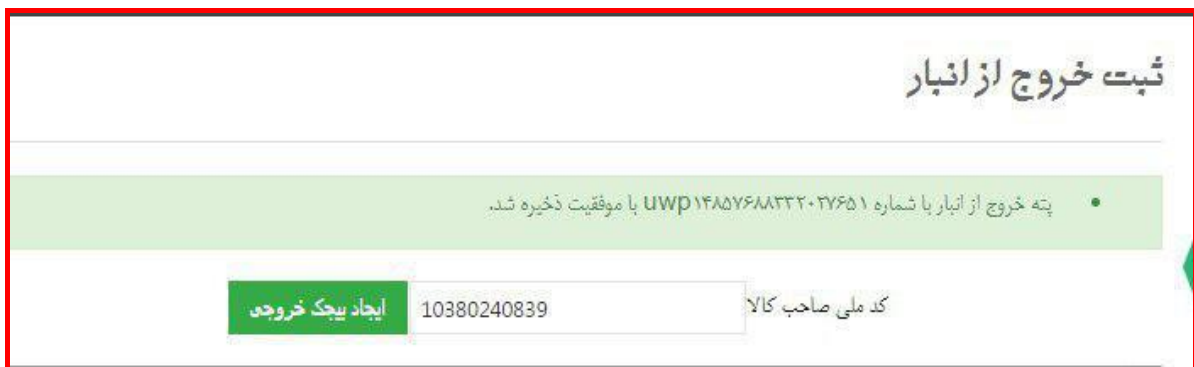 ثبت خروج از انبار
پته خروج از انبار با شماره uwp۱۴۸۵۷۶۸۸۳۳۲۰۲۷۶۵۱ با موفقیت ذخیره شد.
کد ملی صاحب کالا 10380240839 ایجاد بیجک خروجی